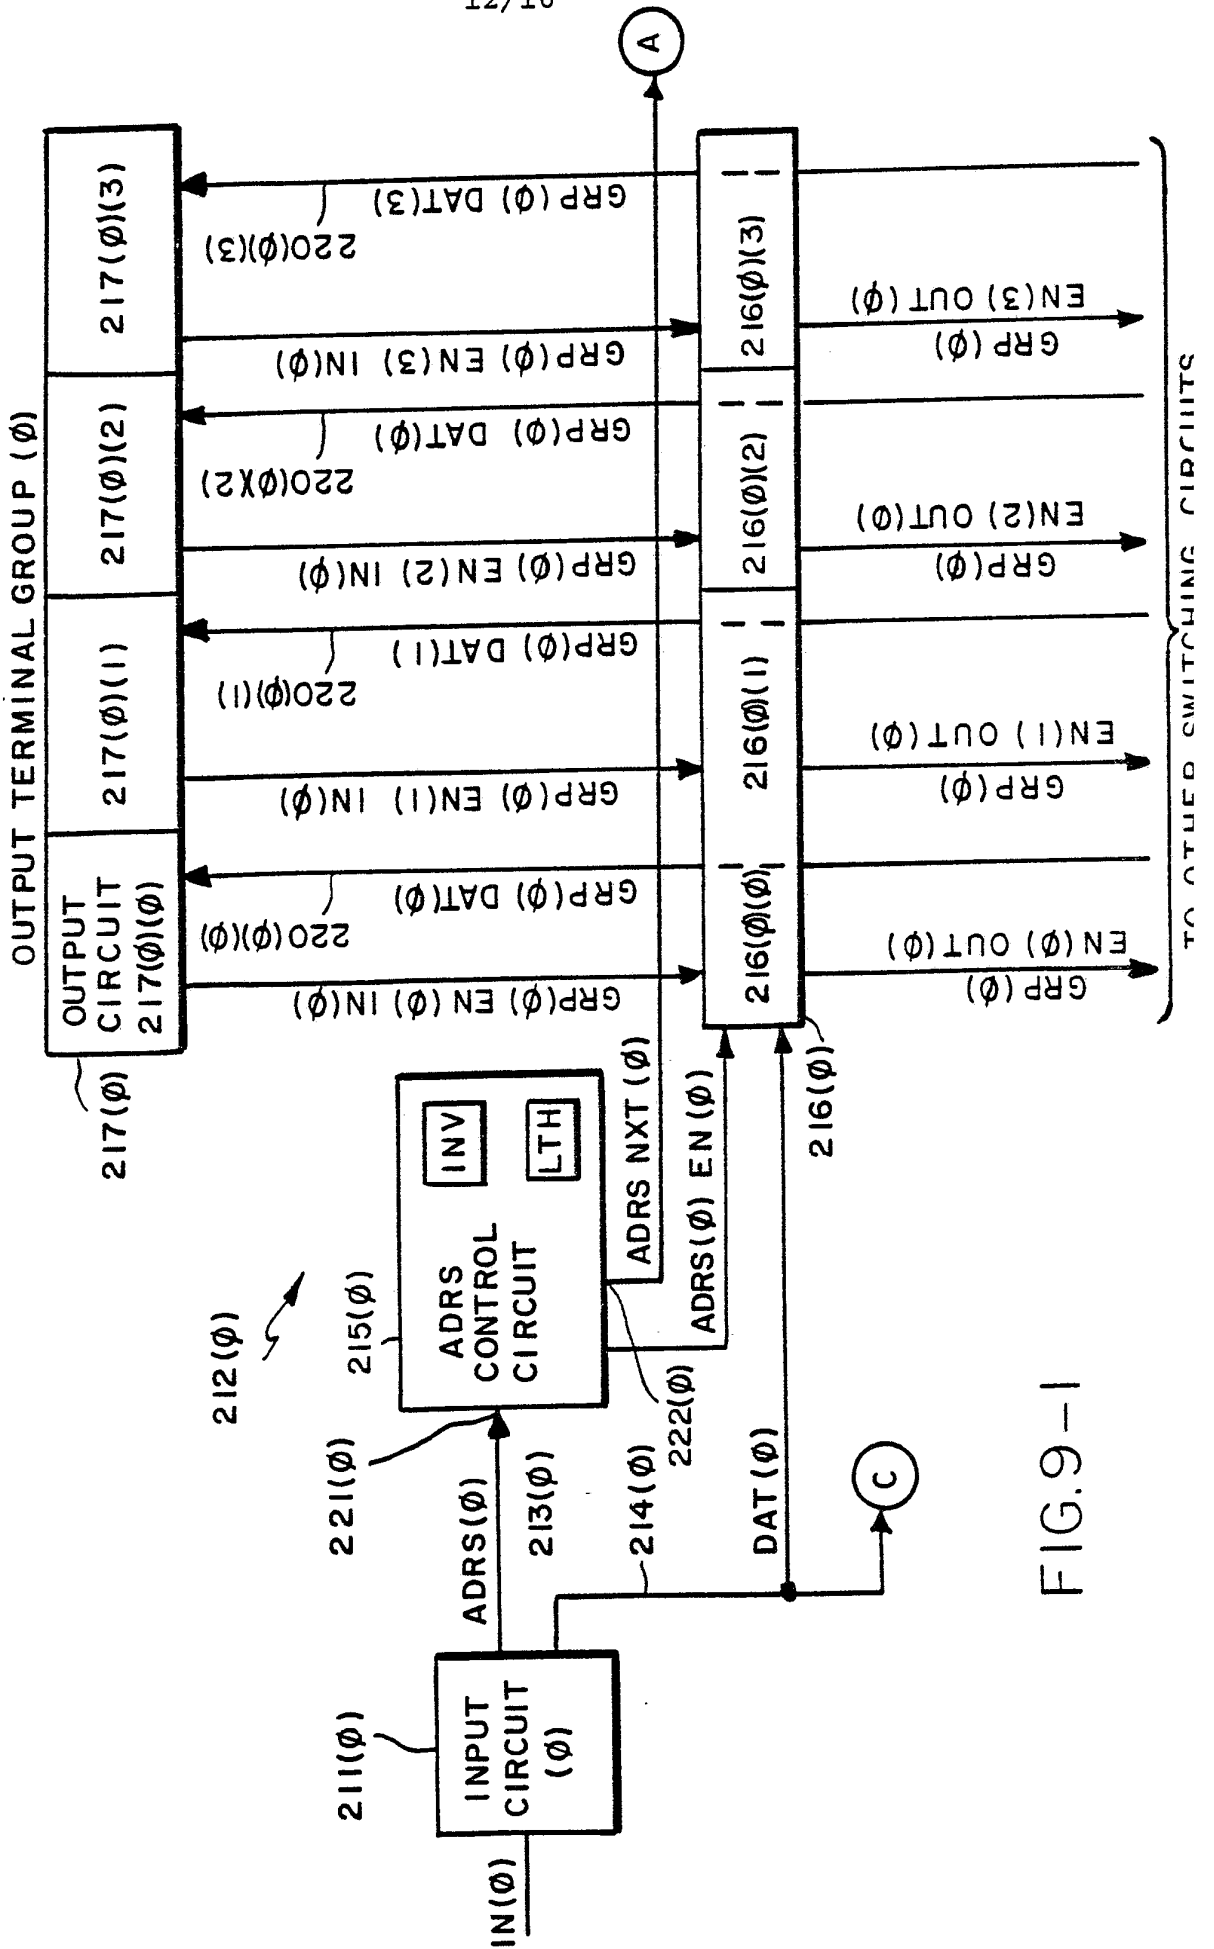 OUTPUT TERMINAL GROUP (Ø)
217(Ø)
OUTPUT
CIRCUIT
217(Ø)(Ø)
217(Ø)(1)
217(Ø)(2)
217(Ø)(3)
220(Ø)(Ø)
220(Ø)(1)
220(Ø)(2)
220(Ø)(3)
GRP(Ø) EN(Ø) IN(Ø)
GRP(Ø) DAT(Ø)
GRP(Ø) EN(1) IN(Ø)
GRP(Ø) DAT(1)
GRP(Ø) EN(2) IN(Ø)
GRP(Ø) DAT(Ø)
GRP(Ø) EN(3) IN(Ø)
GRP(Ø) DAT(3)
A
212(Ø)
215(Ø)
ADRS
CONTROL
CIRCUIT
INV
LTH
221(Ø)
ADRS(Ø)
213(Ø)
222(Ø)
ADRS NXT(Ø)
ADRS(Ø) EN(Ø)
211(Ø)
INPUT
CIRCUIT
(Ø)
IN(Ø)
214(Ø)
DAT(Ø)
C
216(Ø)
216(Ø)(Ø)
216(Ø)(1)
216(Ø)(2)
216(Ø)(3)
GRP(Ø)
EN(Ø) OUT(Ø)
GRP(Ø)
EN(1) OUT(Ø)
GRP(Ø)
EN(2) OUT(Ø)
GRP(Ø)
EN(3) OUT(Ø)
TO OTHER SWITCHING CIRCUITS
FIG.9-1